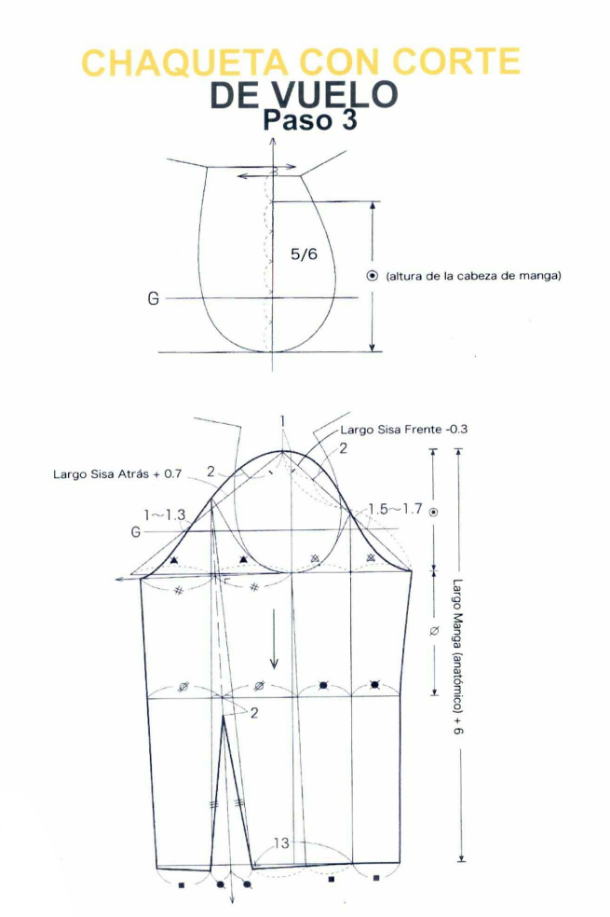 CHAQUETA CON CORTE
DE VUELO
Paso 3
5/6
(altura de la cabeza de manga)
G
1
Largo Sisa Frente -0.3
2
Largo Sisa Atrás + 0.7
2
1~1.3
1.5~1.7
G
Largo Manga (anatómico) + 6
2
13